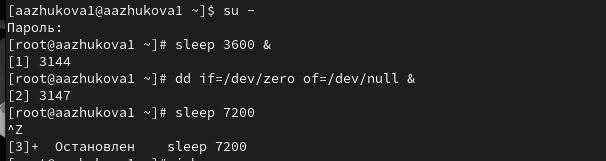 [aazhukova1@aazhukova1 ~]$ su -
Пароль:
[root@aazhukova1 ~]# sleep 3600 &
[1] 3144
[root@aazhukova1 ~]# dd if=/dev/zero of=/dev/null &
[2] 3147
[root@aazhukova1 ~]# sleep 7200
^Z
[3]+  Остановлен    sleep 7200